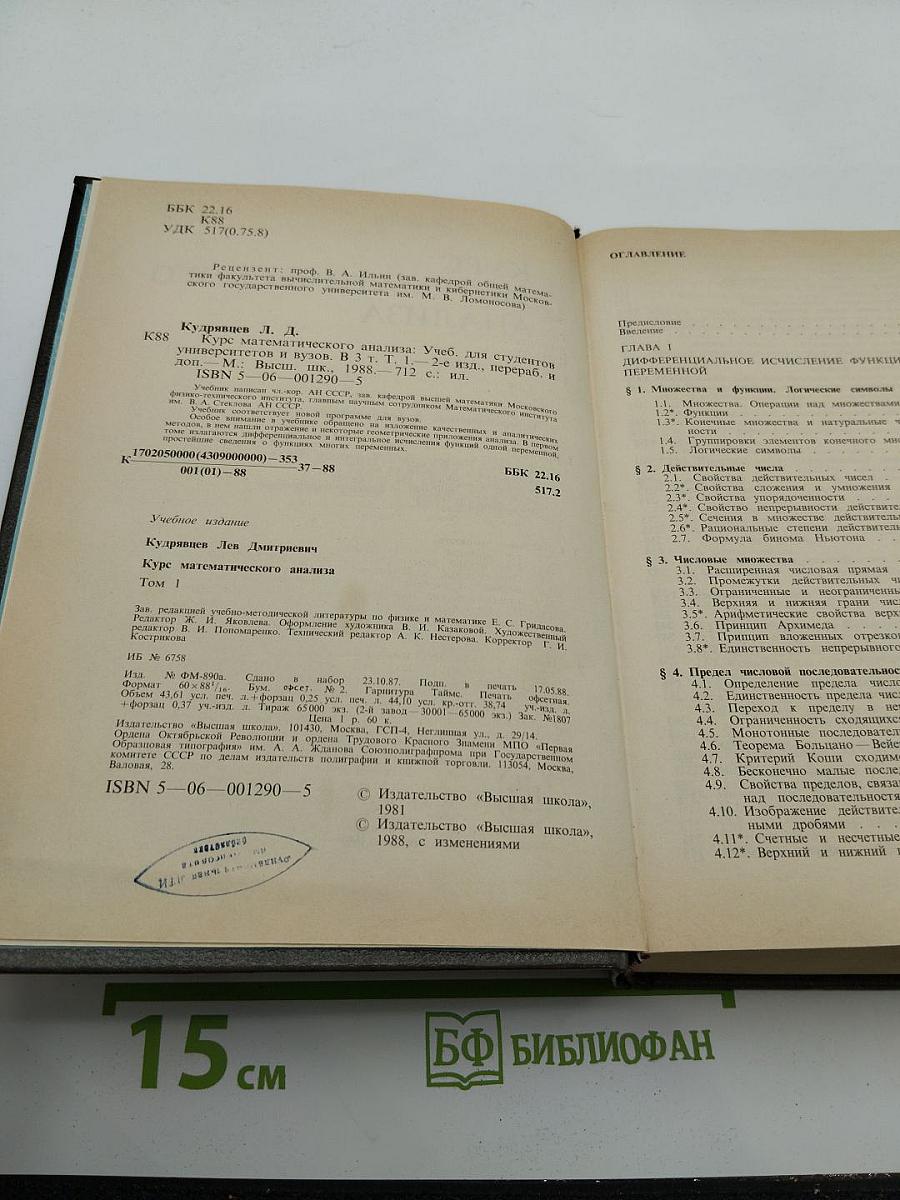 ББК 22.16
К88
УДК 517(0.75.8)
Рецензент: проф. В. А. Ильин (зав. кафедрой общей матема-
тики факультета вычислительной математики и кибернетики Москов-
ского государственного университета им. М. В. Ломоносова)
Кудрявцев Л. Д.
К88 Курс математического анализа: Учеб. для студентов
университетов и вузов. В 3 т. Т. 1.— 2-е изд., перераб. и
доп.— М.: Высш. шк., 1988.— 712 с.: ил.
ISBN 5—06—001290—5
Учебник написан чл.-кор. АН СССР, зав. кафедрой высшей математики Московского
физико-технического института, главным научным сотрудником Математического института
им. В. А. Стеклова АН СССР.
Учебник соответствует новой программе для вузов.
Особое внимание в учебнике обращено на изложение качественных и аналитических
методов, в нем нашли отражение и некоторые геометрические приложения анализа. В первом
томе излагаются дифференциальное и интегральное исчисления функций одной переменной,
простейшие сведения о функциях многих переменных.
К 1702050000(4309000000)—353
001(01)—88
37—88
ББК 22.16
517.2
Учебное издание
Кудрявцев Лев Дмитриевич
Курс математического анализа
Том 1
Зав. редакцией учебно-методической литературы по физике и математике Е. С. Гридасова.
Редактор Ж. И. Яковлева. Оформление художника В. И. Казаковой. Художественный
редактор В. И. Пономаренко. Технический редактор А. К. Нестерова. Корректор Г. И.
Кострикова
ИБ № 6758
Изд. № ФМ-890а. Сдано в набор 23.10.87. Подп. в печать 17.05.88.
Формат 60×88¹/₁₆. Бум. офсет. № 2. Гарнитура Таймс. Печать офсетная.
Объем 43,61 усл. печ. л.+форзац 0,25 усл. печ. л. 44,10 усл. кр.-отт. 38,74 уч.-изд. л.
+форзац 0,37 уч.-изд. л. Тираж 65000 экз. (2-й завод—30001—65000 экз.) Зак. №1807
Цена 1 р. 60 к.
Издательство «Высшая школа», 101430, Москва, ГСП-4, Неглинная ул., д. 29/14.
Ордена Октябрьской Революции и ордена Трудового Красного Знамени МПО «Первая
Образцовая типография» им. А. А. Жданова Союзполиграфпрома при Государственном
комитете СССР по делам издательств полиграфии и книжной торговли. 113054, Москва,
Валовая, 28.
ISBN 5—06—001290—5
© Издательство «Высшая школа»,
1981
© Издательство «Высшая школа»,
1988, с изменениями
ОГЛАВЛЕНИЕ
Предисловие
Введение
ГЛАВА 1
ДИФФЕРЕНЦИАЛЬНОЕ ИСЧИСЛЕНИЕ ФУНКЦИ
ПЕРЕМЕННОЙ
§ 1. Множества и функции. Логические символы
1.1. Множества. Операции над множествами
1.2*. Функции
1.3*. Конечные множества и натуральные ч
ности
1.4. Группировки элементов конечного мно
1.5. Логические символы
§ 2. Действительные числа
2.1. Свойства действительных чисел
2.2*. Свойства сложения и умножения
2.3*. Свойства упорядоченности
2.4*. Свойство непрерывности действител
2.5*. Сечения в множестве действитель
2.6*. Рациональные степени действител
2.7. Формула бинома Ньютона
§ 3. Числовые множества
3.1. Расширенная числовая прямая
3.2. Промежутки действительных чи
3.3. Ограниченные и неограниченны
3.4. Верхняя и нижняя грани чис
3.5*. Арифметические свойства верх
3.6. Принцип Архимеда
3.7. Принцип вложенных отрезко
3.8*. Единственность непрерывного
§ 4. Предел числовой последовательнос
4.1. Определение предела числ
4.2. Единственность предела чис
4.3. Переход к пределу в не
4.4. Ограниченность сходящихс
4.5. Монотонные последовател
4.6. Теорема Больцано—Вейе
4.7. Критерий Коши сходим
4.8. Бесконечно малые посл
4.9. Свойства пределов, связа
над последовательностя
4.10. Изображение действите
ными дробями
4.11*. Счетные и несчетные
4.12*. Верхний и нижний
15 см
БФ БИБЛИОФАН